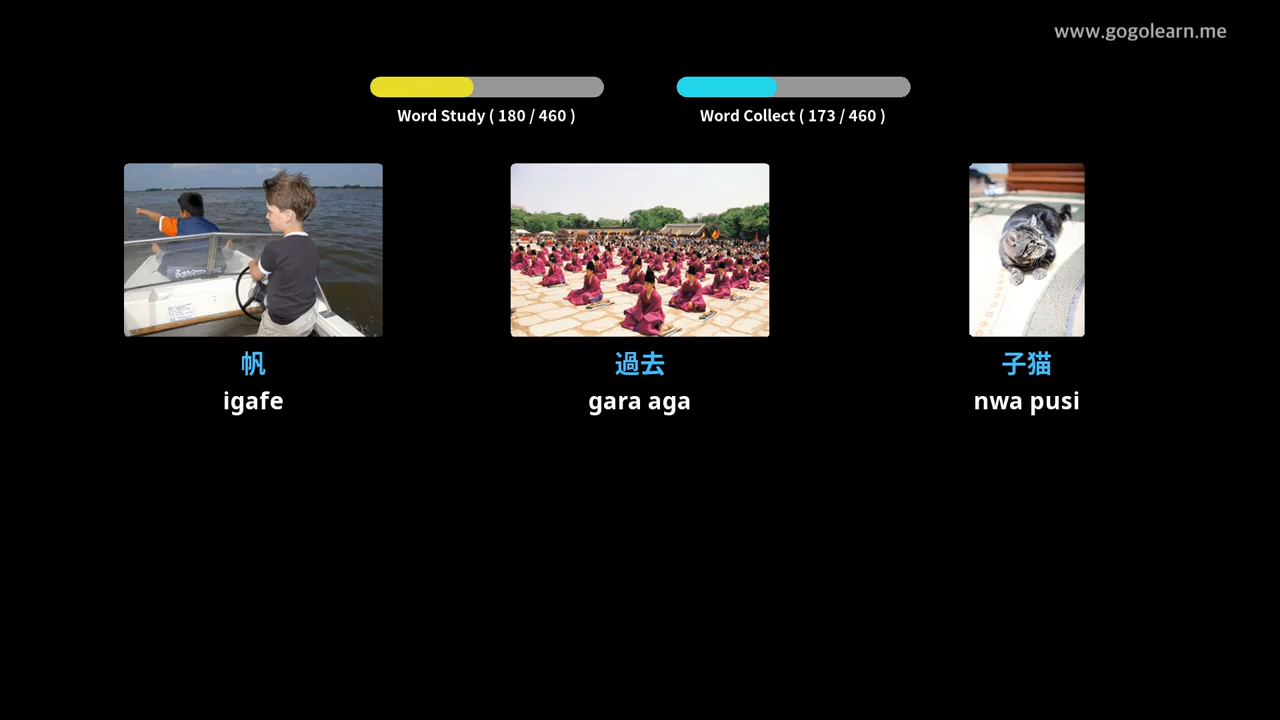 www.gogolearn.me
Word Study ( 180 / 460 )
Word Collect ( 173 / 460 )
帆
igafe
過去
gara aga
子猫
nwa pusi